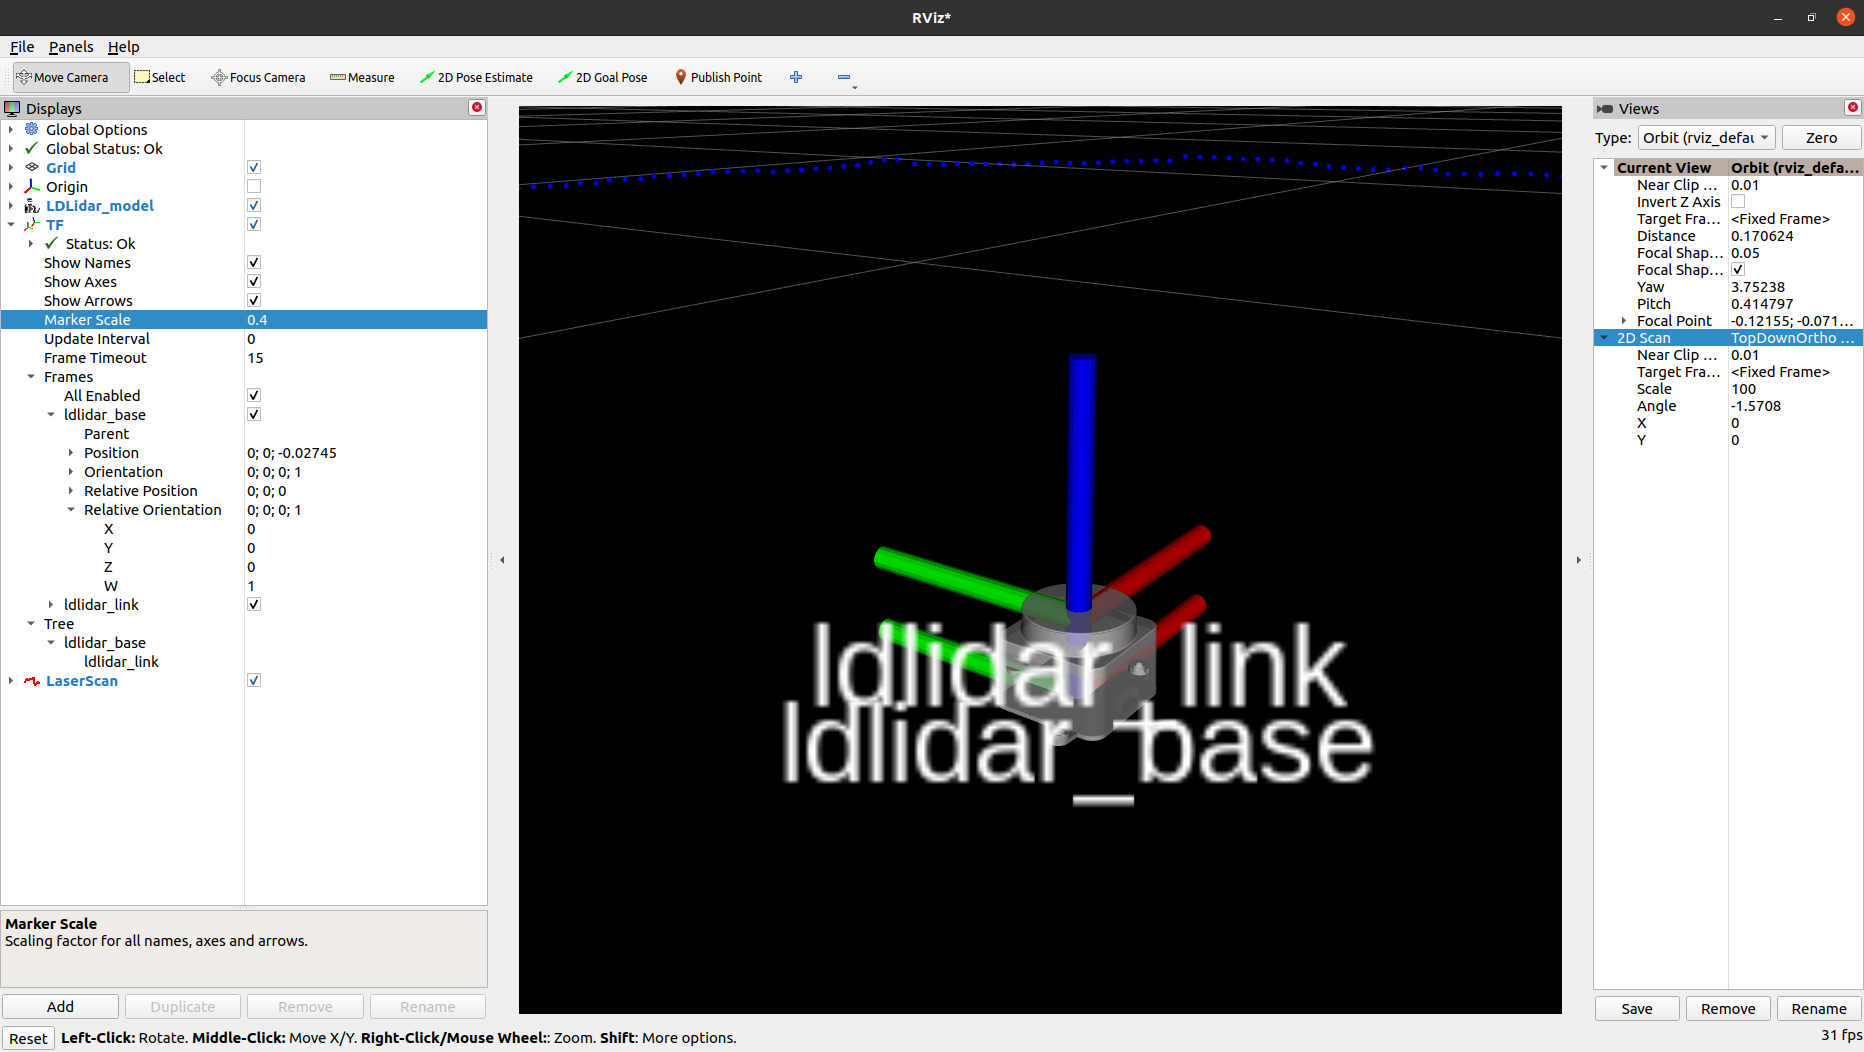 RViz*
File Panels Help
Move Camera Select Focus Camera Measure 2D Pose Estimate 2D Goal Pose Publish Point
Displays
Global Options
Global Status: Ok
Grid
Origin
LDLidar_model
TF
Status: Ok
Show Names
Show Axes
Show Arrows
Marker Scale 0.4
Update Interval 0
Frame Timeout 15
Frames
All Enabled
ldlidar_base
Parent
Position 0; 0; -0.02745
Orientation 0; 0; 0; 1
Relative Position 0; 0; 0
Relative Orientation 0; 0; 0; 1
X 0
Y 0
Z 0
W 1
ldlidar_link
Tree
ldlidar_base
ldlidar_link
LaserScan
Marker Scale
Scaling factor for all names, axes and arrows.
Add Duplicate Remove Rename
ldlidar_link
ldlidar_base
Views
Type: Orbit (rviz_defau Zero
Current View Orbit (rviz_defa...
Near Clip ... 0.01
Invert Z Axis
Target Fra... <Fixed Frame>
Distance 0.170624
Focal Shap... 0.05
Focal Shap...
Yaw 3.75238
Pitch 0.414797
Focal Point -0.12155; -0.071...
2D Scan TopDownOrtho ...
Near Clip ... 0.01
Target Fra... <Fixed Frame>
Scale 100
Angle -1.5708
X 0
Y 0
Save Remove Rename
Reset Left-Click: Rotate. Middle-Click: Move X/Y. Right-Click/Mouse Wheel:: Zoom. Shift: More options.
31 fps